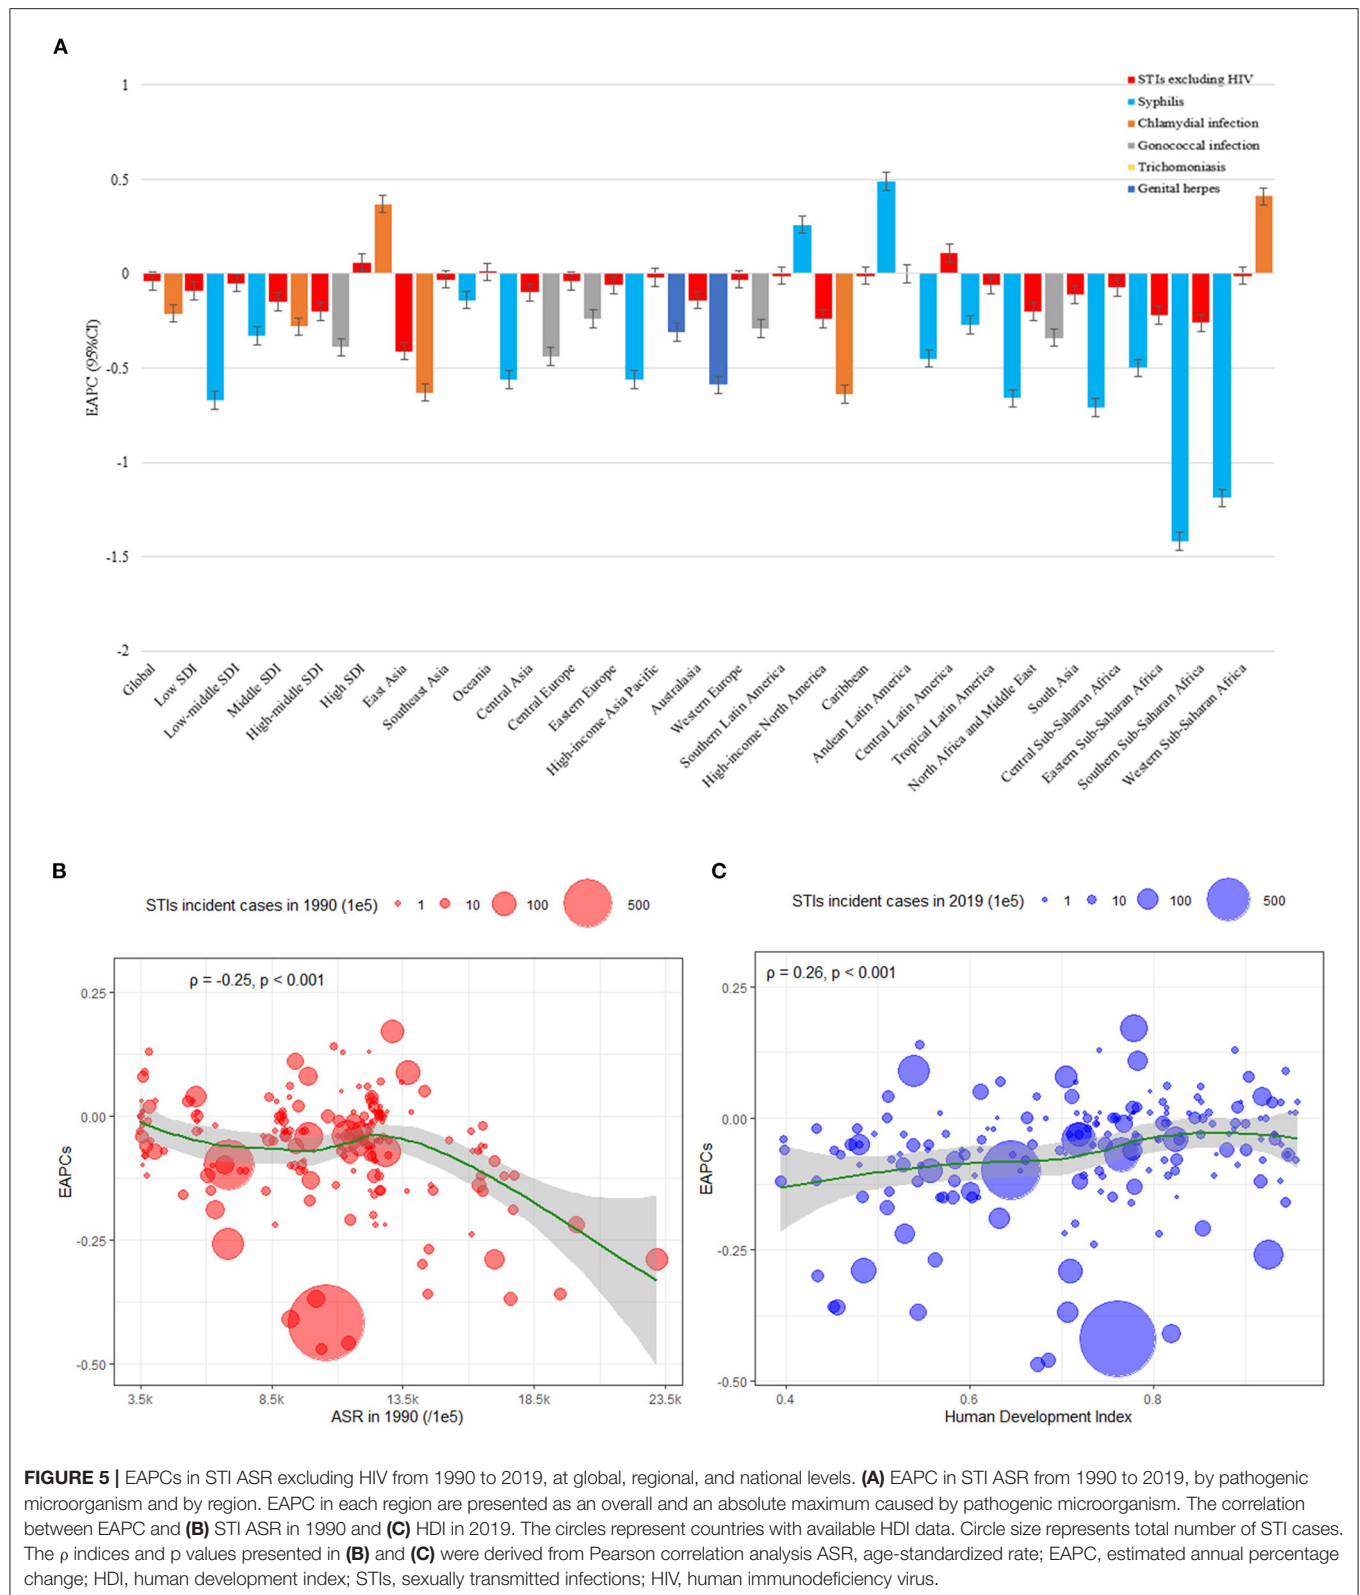 A
1
0.5
0
-0.5
-1
-1.5
-2
EAPC (95%CI)
STIs excluding HIV
Syphilis
Chlamydial infection
Gonococcal infection
Trichomoniasis
Genital herpes
Global
Low SDI
Low-middle SDI
Middle SDI
High-middle SDI
High SDI
East Asia
Southeast Asia
Oceania
Central Asia
Central Europe
Eastern Europe
High-income Asia Pacific
Australasia
Western Europe
Southern Latin America
High-income North America
Caribbean
Andean Latin America
Central Latin America
Tropical Latin America
North Africa and Middle East
South Asia
Central Sub-Saharan Africa
Eastern Sub-Saharan Africa
Southern Sub-Saharan Africa
Western Sub-Saharan Africa
B
STIs incident cases in 1990 (1e5) 1 10 100 500
ρ = -0.25, p < 0.001
0.25
0.00
-0.25
-0.50
EAPCs
3.5k 8.5k 13.5k 18.5k 23.5k
ASR in 1990 (/1e5)
C
STIs incident cases in 2019 (1e5) 1 10 100 500
ρ = 0.26, p < 0.001
0.25
0.00
-0.25
-0.50
EAPCs
0.4 0.6 0.8
Human Development Index
FIGURE 5 | EAPCs in STI ASR excluding HIV from 1990 to 2019, at global, regional, and national levels. (A) EAPC in STI ASR from 1990 to 2019, by pathogenic
microorganism and by region. EAPC in each region are presented as an overall and an absolute maximum caused by pathogenic microorganism. The correlation
between EAPC and (B) STI ASR in 1990 and (C) HDI in 2019. The circles represent countries with available HDI data. Circle size represents total number of STI cases.
The ρ indices and p values presented in (B) and (C) were derived from Pearson correlation analysis ASR, age-standardized rate; EAPC, estimated annual percentage
change; HDI, human development index; STIs, sexually transmitted infections; HIV, human immunodeficiency virus.